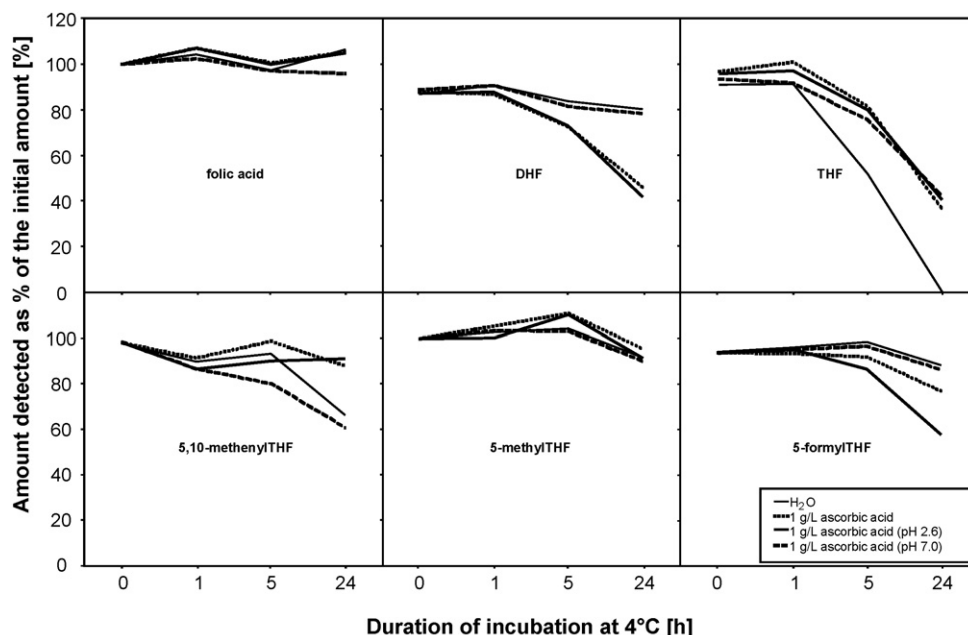 Amount detected as % of the initial amount [%]
120
100
80
60
40
20
0
folic acid
DHF
THF
100
80
60
40
20
0
5,10-methenylTHF
5-methylTHF
5-formylTHF
H₂O
1 g/L ascorbic acid
1 g/L ascorbic acid (pH 2.6)
1 g/L ascorbic acid (pH 7.0)
0 1 5 24 0 1 5 24 0 1 5 24
Duration of incubation at 4°C [h]